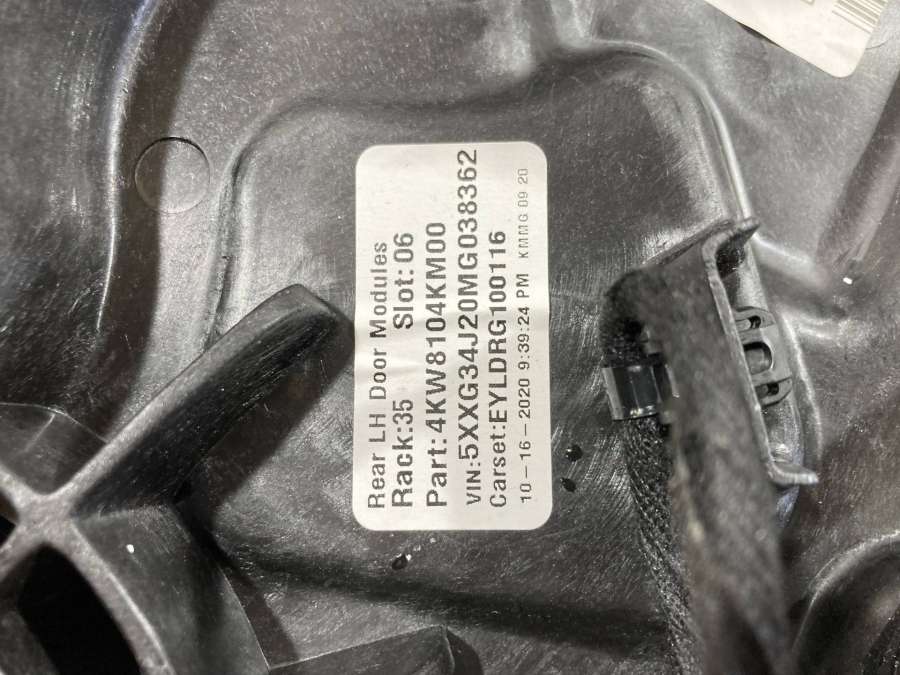 Rear LH Door Modules
Rack:35 Slot:06
Part:4KW8104KM00
VIN:5XXG34J20MG038362
Carset:EYLDRG100116
10-16-2020 9:39:24 PM KMMG 09 20